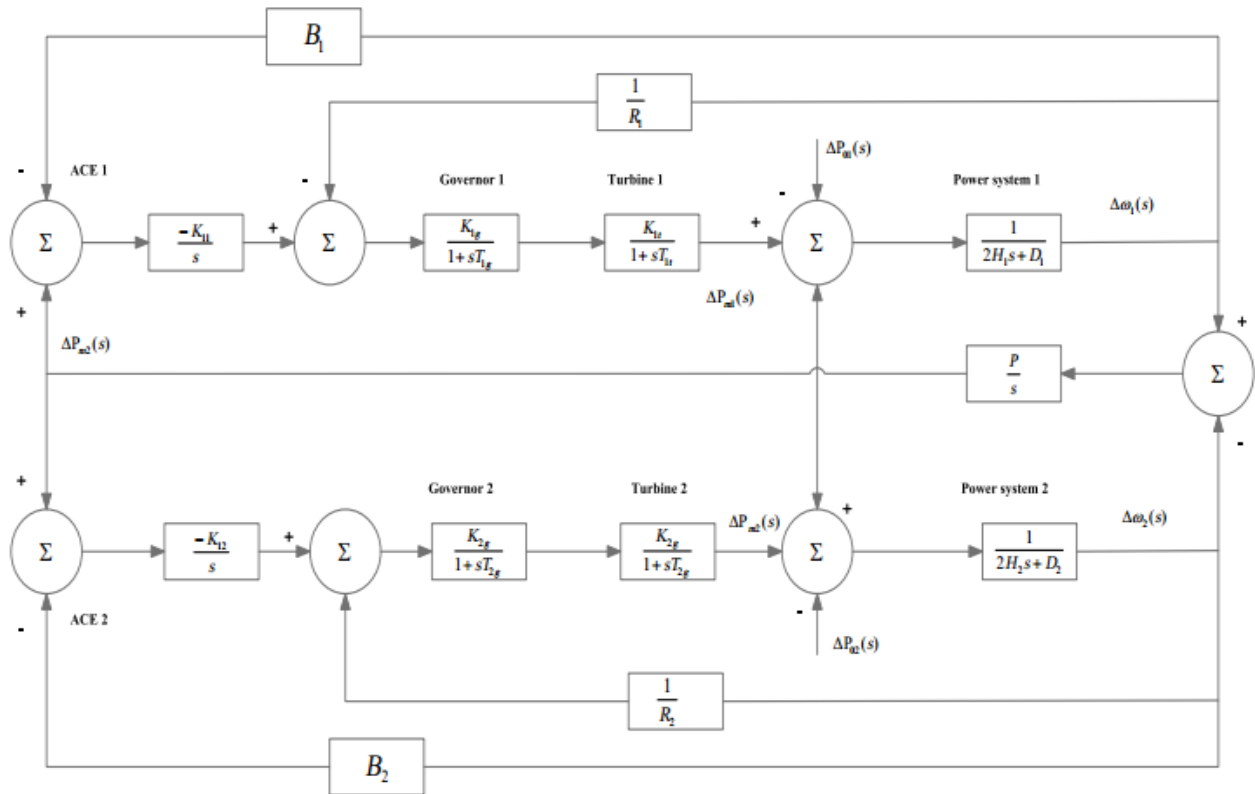 B₁
1
R₁
ΔP₀₁(s)
-
ACE 1
-
Governor 1
Turbine 1
-
Power system 1
Δω₁(s)
Σ
-K₁₁
s
+
Σ
K₁g
1+sT₁g
K₁t
1+sT₁t
+
Σ
1
2H₁s+D₁
ΔPₘ₁(s)
+
ΔPₘ₂(s)
+
P
s
Σ
-
+
Governor 2
Turbine 2
Power system 2
Σ
-K₁₂
s
+
Σ
K₂g
1+sT₂g
K₂g
1+sT₂g
ΔPₘ₂(s)
+
Σ
1
2H₂s+D₂
Δω₂(s)
-
ACE 2
-
ΔP₀₂(s)
1
R₂
B₂